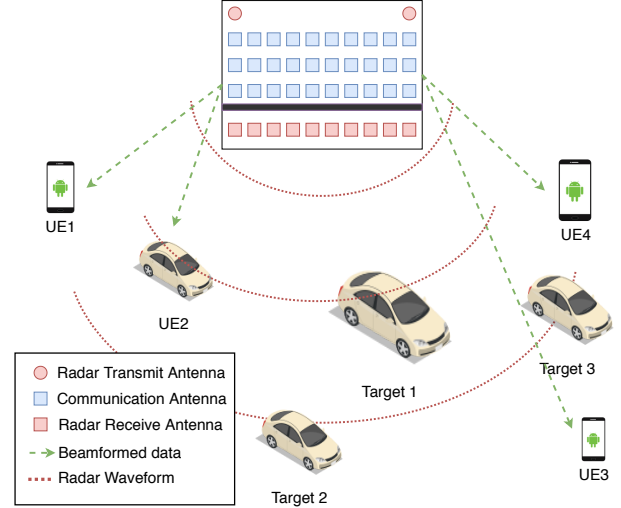 UE1
UE4
UE2
Target 1
Target 3
Radar Transmit Antenna
Communication Antenna
Radar Receive Antenna
Beamformed data
Radar Waveform
Target 2
UE3